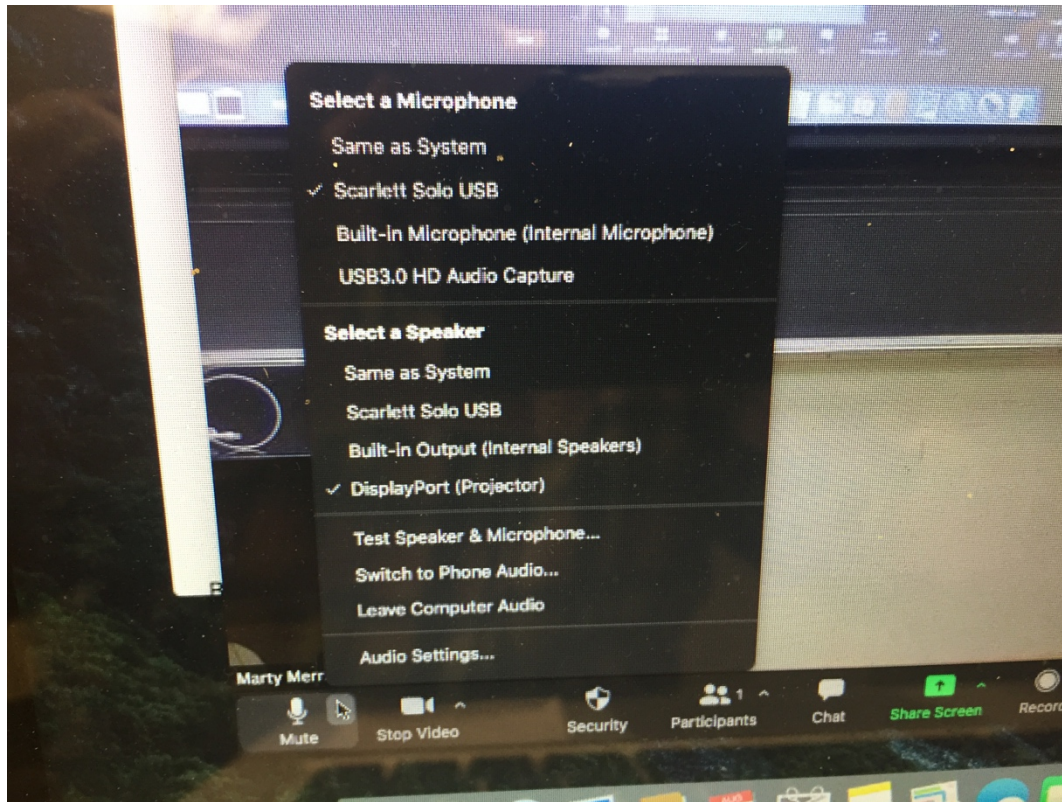 Select a Microphone
Same as System
✓ Scarlett Solo USB
Built-in Microphone (Internal Microphone)
USB3.0 HD Audio Capture
Select a Speaker
Same as System
Scarlett Solo USB
Built-in Output (Internal Speakers)
✓ DisplayPort (Projector)
Test Speaker & Microphone...
Switch to Phone Audio...
Leave Computer Audio
Audio Settings...
Marty Merr
Mute
Stop Video
Security
Participants 1
Chat
Share Screen
Record